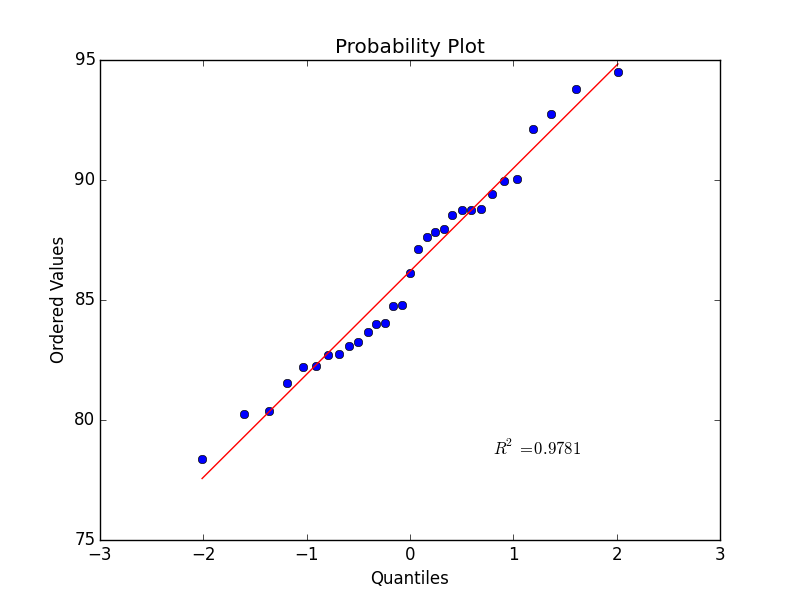 Probability Plot
95
90
85
80
75
Ordered Values
R² =0.9781
−3 −2 −1 0 1 2 3
Quantiles